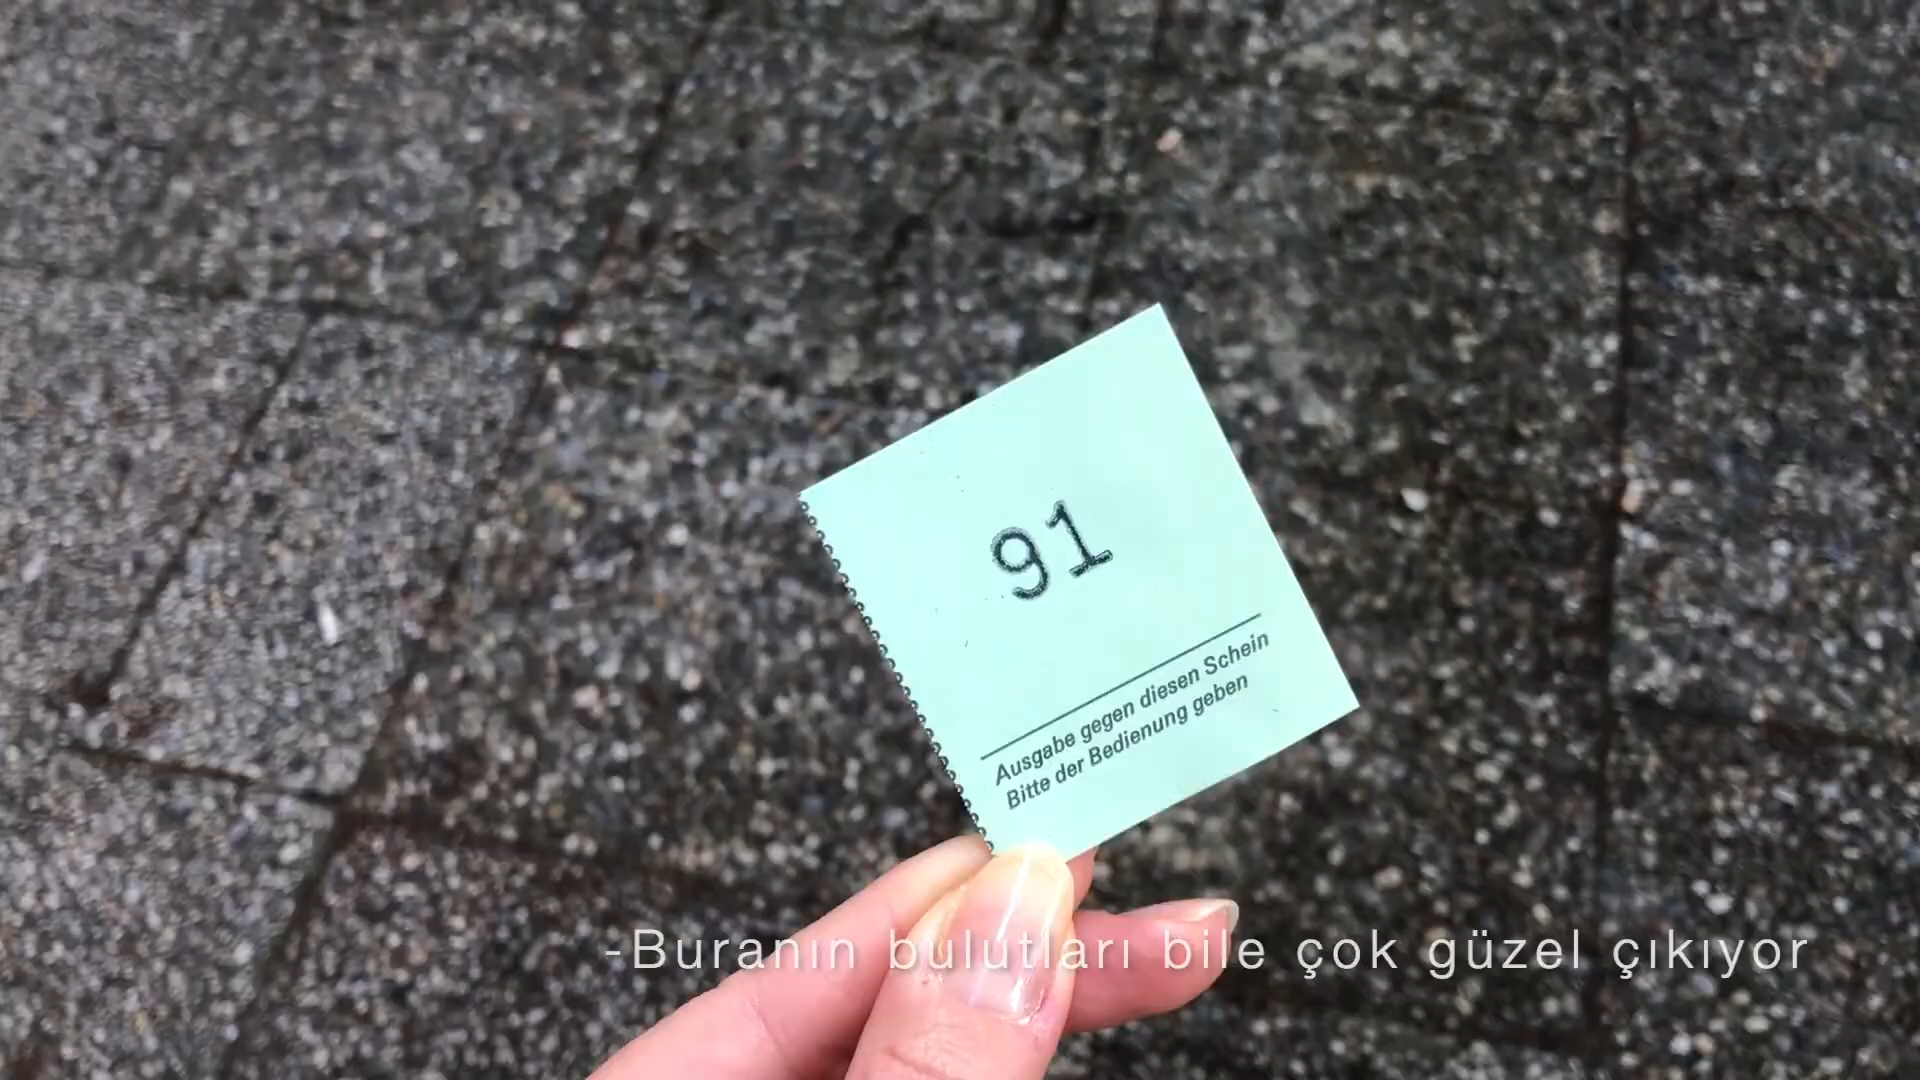 91
Ausgabe gegen diesen Schein
Bitte der Bedienung geben
-Buranın bulutları bile çok güzel çıkıyor